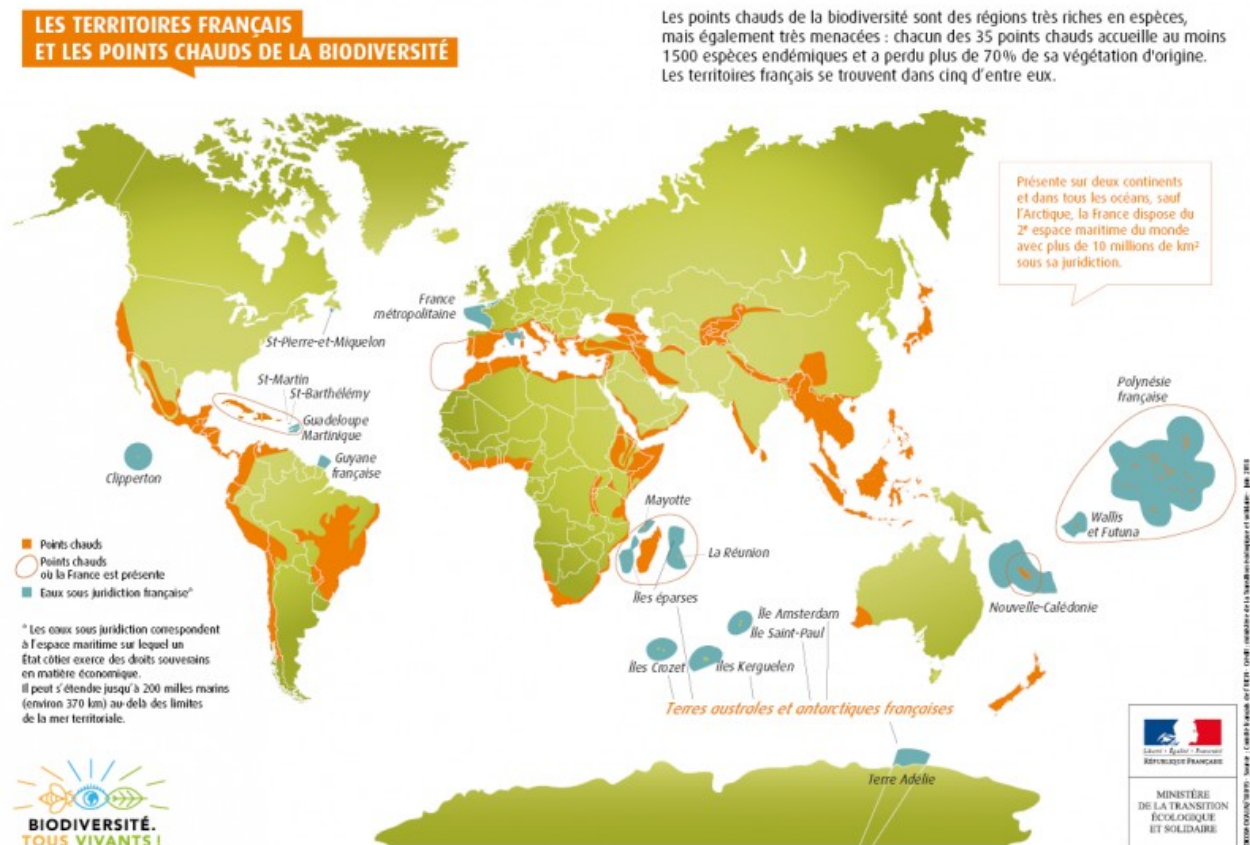 LES TERRITOIRES FRANÇAIS
ET LES POINTS CHAUDS DE LA BIODIVERSITÉ
Les points chauds de la biodiversité sont des régions très riches en espèces,
mais également très menacées : chacun des 35 points chauds accueille au moins
1500 espèces endémiques et a perdu plus de 70% de sa végétation d'origine.
Les territoires français se trouvent dans cinq d'entre eux.
Présente sur deux continents
et dans tous les océans, sauf
l'Arctique, la France dispose du
2e espace maritime du monde
avec plus de 10 millions de km²
sous sa juridiction.
France
métropolitaine
St-Pierre-et-Miquelon
St-Martin
St-Barthélémy
Guadeloupe
Martinique
Guyane
française
Clipperton
Polynésie
française
Wallis
et Futuna
Mayotte
La Réunion
Îles éparses
Nouvelle-Calédonie
Île Amsterdam
Île Saint-Paul
Îles Crozet
Îles Kerguelen
Terres australes et antarctiques françaises
Terre Adélie
Points chauds
Points chauds
où la France est présente
Eaux sous juridiction française*
* Les eaux sous juridiction correspondent
à l'espace maritime sur lequel un
État côtier exerce des droits souverains
en matière économique.
Il peut s'étendre jusqu'à 200 milles marins
(environ 370 km) au-delà des limites
de la mer territoriale.
BIODIVERSITÉ.
TOUS VIVANTS !
Liberté • Égalité • Fraternité
RÉPUBLIQUE FRANÇAISE
MINISTÈRE
DE LA TRANSITION
ÉCOLOGIQUE
ET SOLIDAIRE